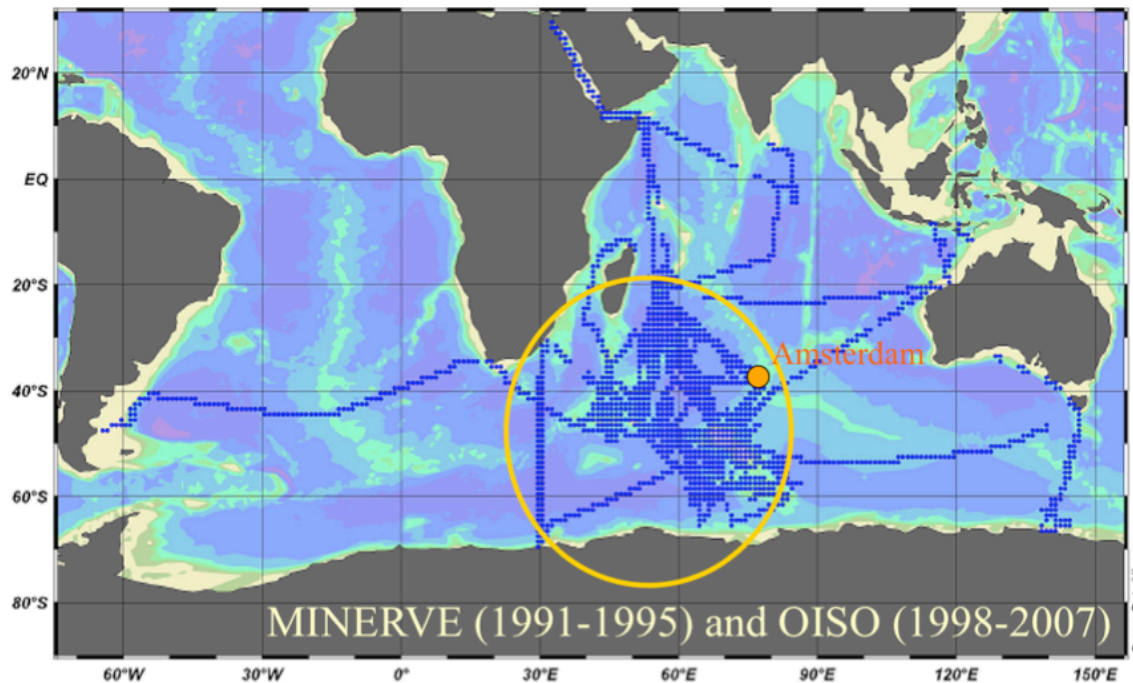 20°N
EQ
20°S
Amsterdam
40°S
60°S
80°S
MINERVE (1991-1995) and OISO (1998-2007)
60°W 30°W 0° 30°E 60°E 90°E 120°E 150°E